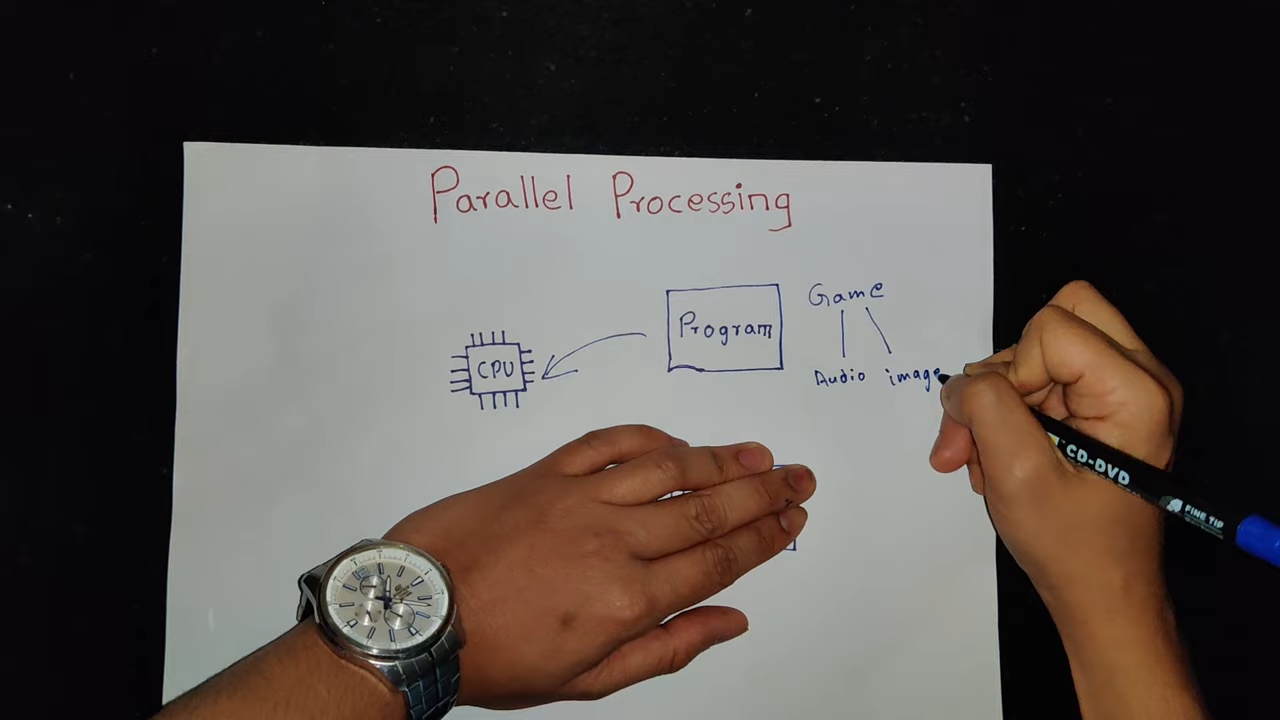 Parallel Processing
Game
Program
CPU
Audio image
CD-DVD
FINE TIP